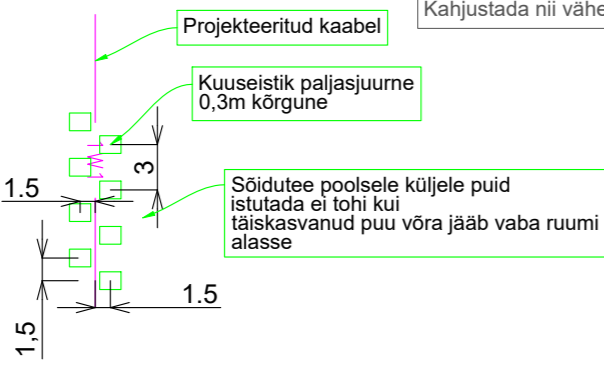 Kahjustada nii vähe
Projekteeritud kaabel
Kuuseistik paljasjuurne
0,3m kõrgune
3
1.5
Sõidutee poolsele küljele puid
istutada ei tohi kui
täiskasvanud puu võra jääb vaba ruumi
alasse
1.5
1,5